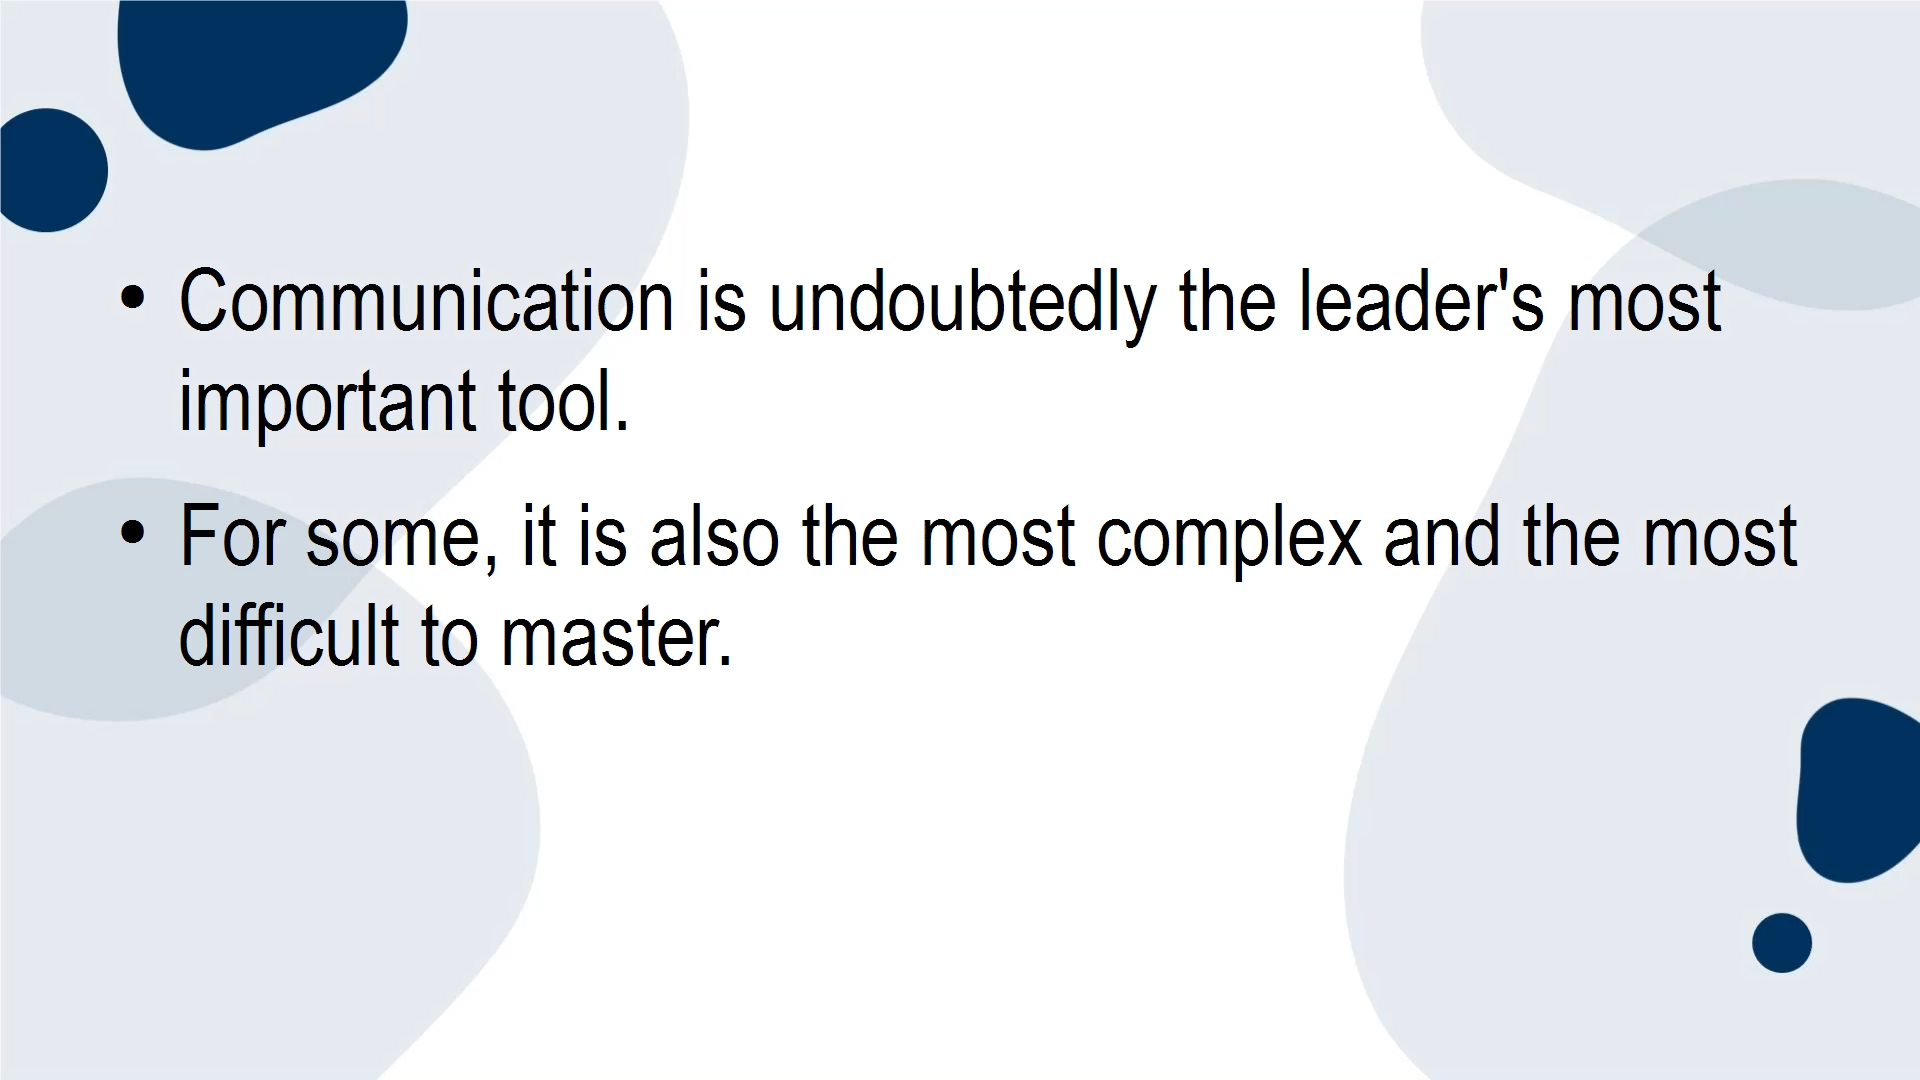 • Communication is undoubtedly the leader's most
important tool.
• For some, it is also the most complex and the most
difficult to master.